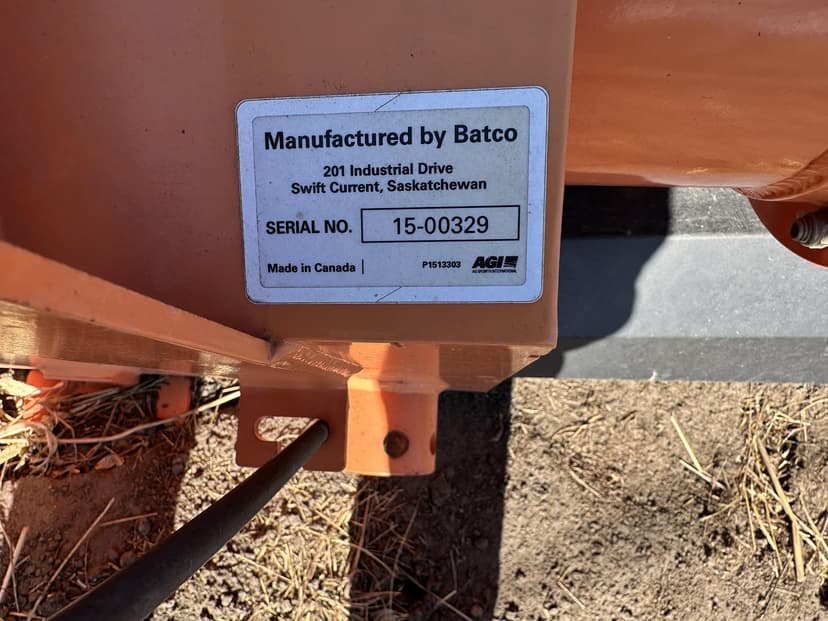 Manufactured by Batco
201 Industrial Drive
Swift Current, Saskatchewan
SERIAL NO. 15-00329
Made in Canada P1513303 AGI